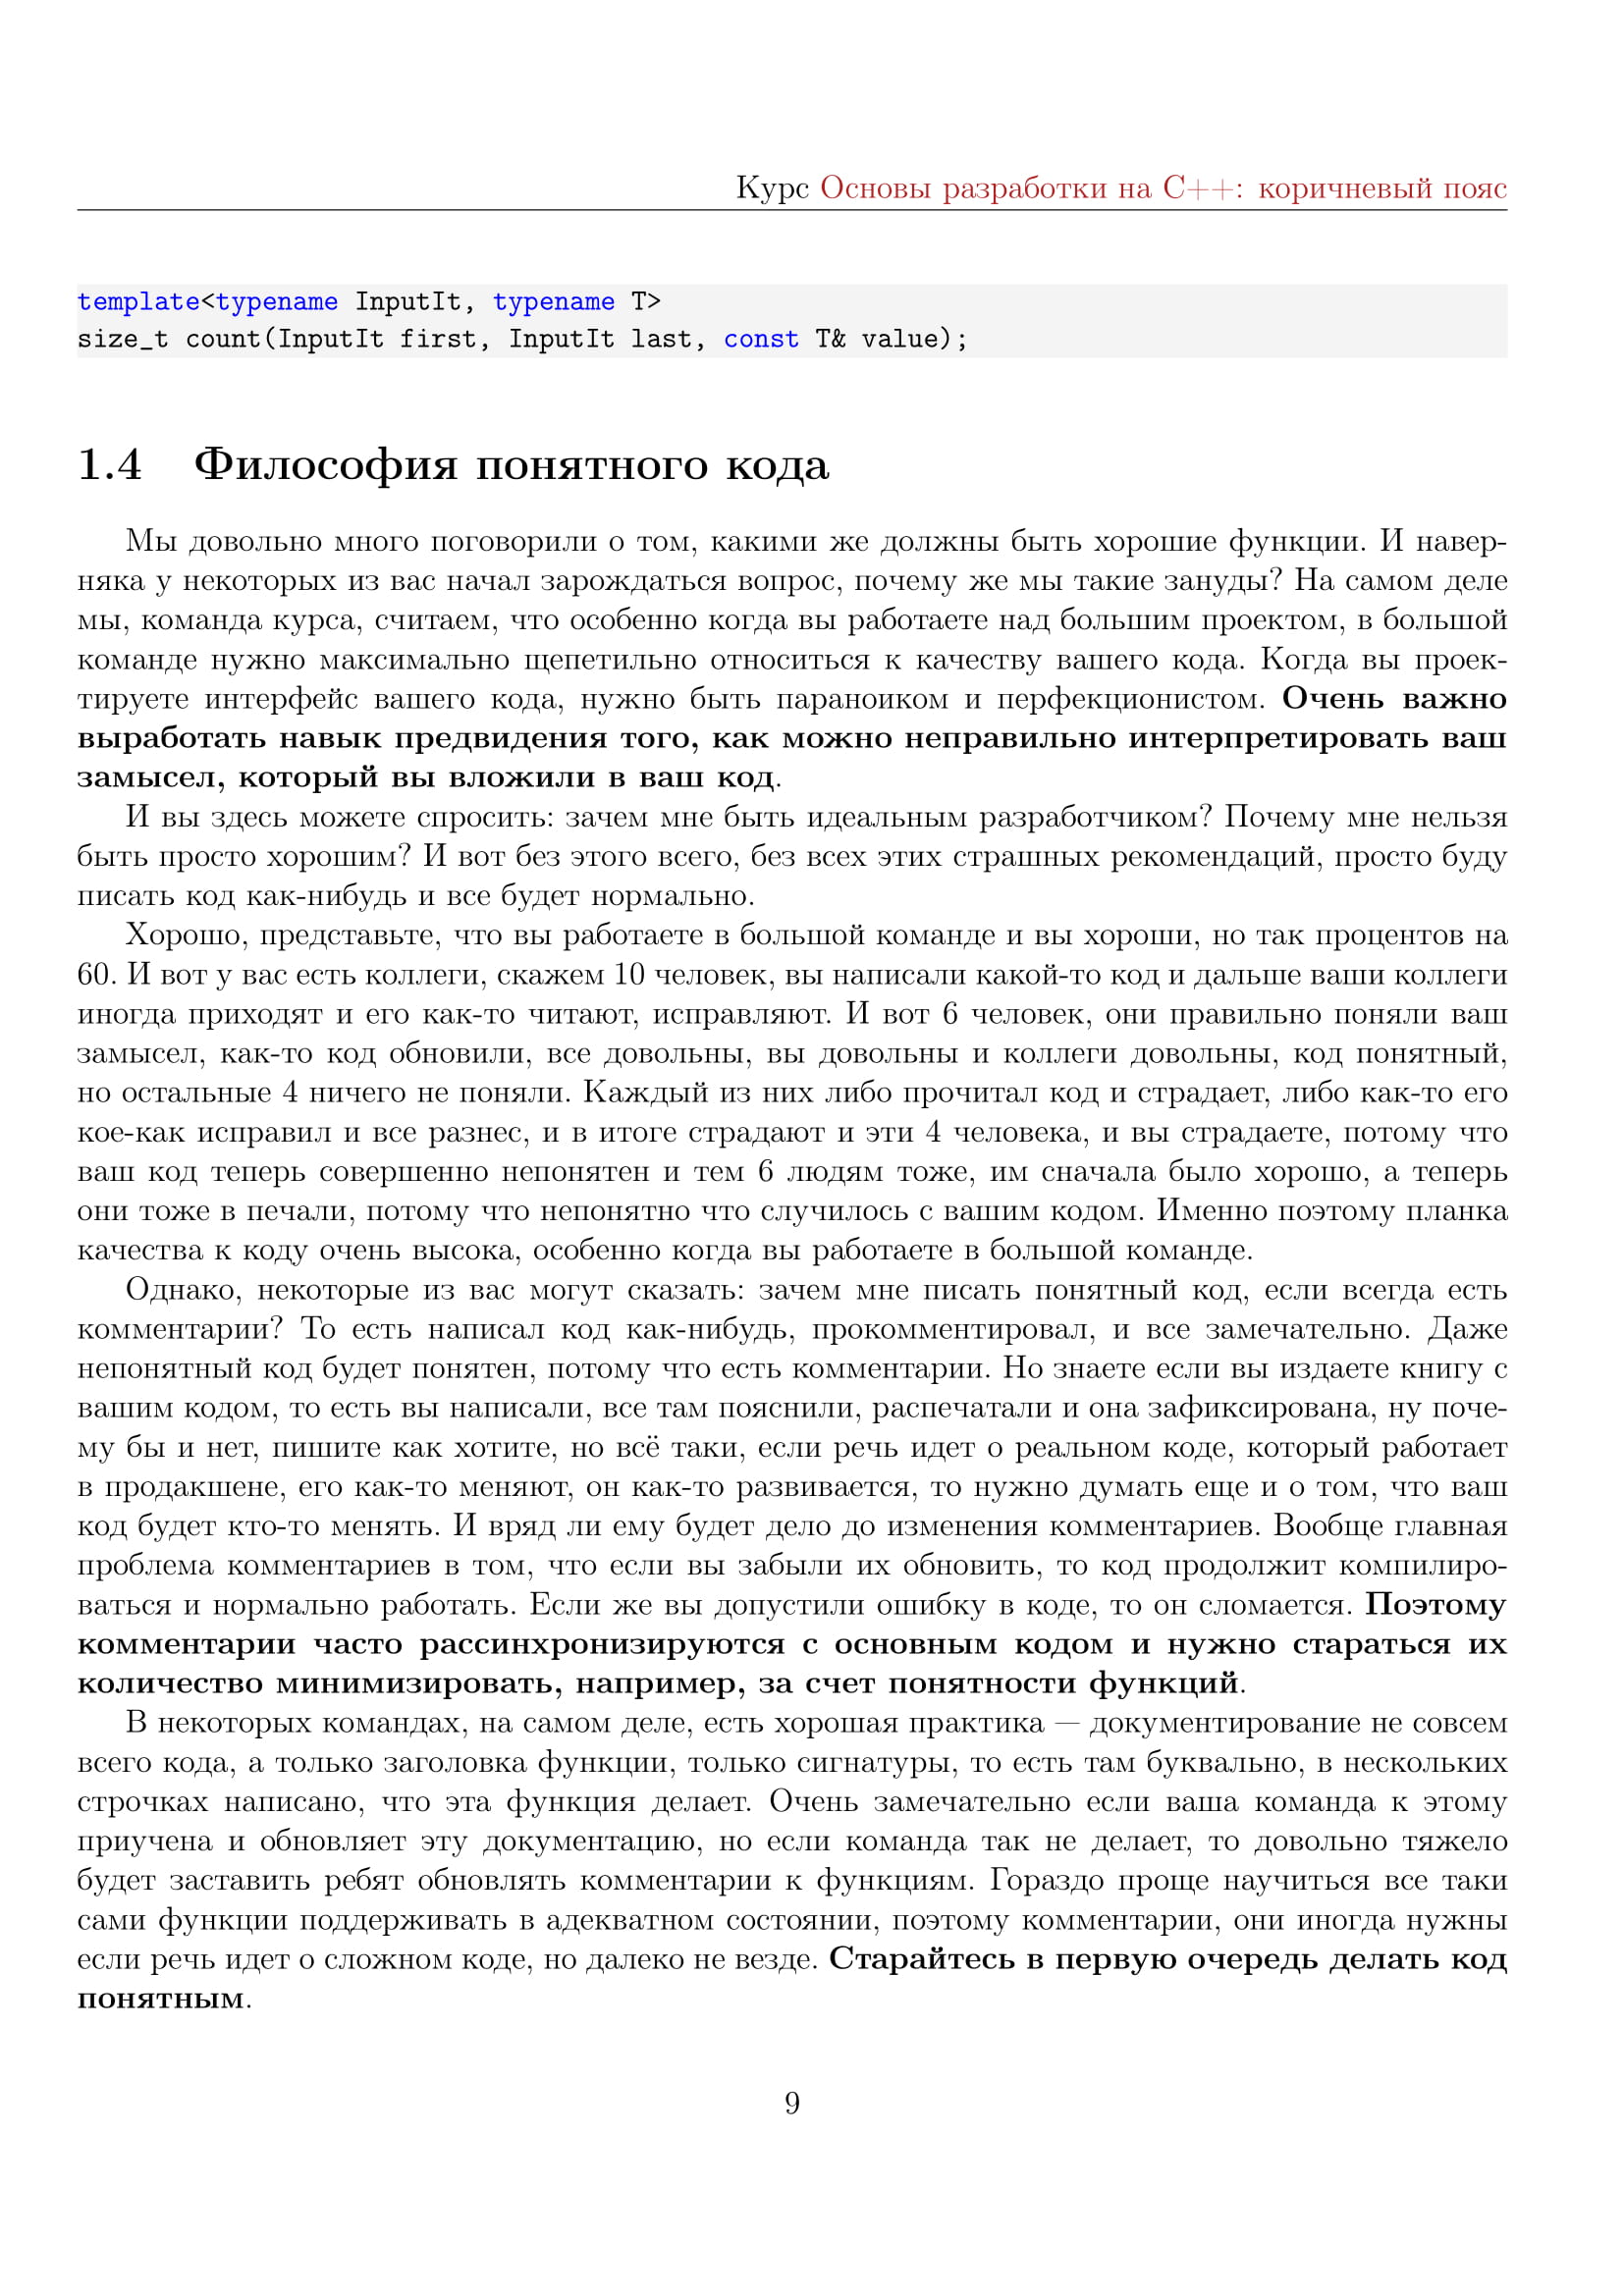 Курс Основы разработки на C++: коричневый пояс
template<typename InputIt, typename T>
size_t count(InputIt first, InputIt last, const T& value);
1.4 Философия понятного кода
Мы довольно много поговорили о том, какими же должны быть хорошие функции. И навер-
няка у некоторых из вас начал зарождаться вопрос, почему же мы такие зануды? На самом деле
мы, команда курса, считаем, что особенно когда вы работаете над большим проектом, в большой
команде нужно максимально щепетильно относиться к качеству вашего кода. Когда вы проек-
тируете интерфейс вашего кода, нужно быть параноиком и перфекционистом. Очень важно
выработать навык предвидения того, как можно неправильно интерпретировать ваш
замысел, который вы вложили в ваш код.
И вы здесь можете спросить: зачем мне быть идеальным разработчиком? Почему мне нельзя
быть просто хорошим? И вот без этого всего, без всех этих страшных рекомендаций, просто буду
писать код как-нибудь и все будет нормально.
Хорошо, представьте, что вы работаете в большой команде и вы хороши, но так процентов на
60. И вот у вас есть коллеги, скажем 10 человек, вы написали какой-то код и дальше ваши коллеги
иногда приходят и его как-то читают, исправляют. И вот 6 человек, они правильно поняли ваш
замысел, как-то код обновили, все довольны, вы довольны и коллеги довольны, код понятный,
но остальные 4 ничего не поняли. Каждый из них либо прочитал код и страдает, либо как-то его
кое-как исправил и все разнес, и в итоге страдают и эти 4 человека, и вы страдаете, потому что
ваш код теперь совершенно непонятен и тем 6 людям тоже, им сначала было хорошо, а теперь
они тоже в печали, потому что непонятно что случилось с вашим кодом. Именно поэтому планка
качества к коду очень высока, особенно когда вы работаете в большой команде.
Однако, некоторые из вас могут сказать: зачем мне писать понятный код, если всегда есть
комментарии? То есть написал код как-нибудь, прокомментировал, и все замечательно. Даже
непонятный код будет понятен, потому что есть комментарии. Но знаете если вы издаете книгу с
вашим кодом, то есть вы написали, все там пояснили, распечатали и она зафиксирована, ну поче-
му бы и нет, пишите как хотите, но всё таки, если речь идет о реальном коде, который работает
в продакшене, его как-то меняют, он как-то развивается, то нужно думать еще и о том, что ваш
код будет кто-то менять. И вряд ли ему будет дело до изменения комментариев. Вообще главная
проблема комментариев в том, что если вы забыли их обновить, то код продолжит компилиро-
ваться и нормально работать. Если же вы допустили ошибку в коде, то он сломается. Поэтому
комментарии часто рассинхронизируются с основным кодом и нужно стараться их
количество минимизировать, например, за счет понятности функций.
В некоторых командах, на самом деле, есть хорошая практика — документирование не совсем
всего кода, а только заголовка функции, только сигнатуры, то есть там буквально, в нескольких
строчках написано, что эта функция делает. Очень замечательно если ваша команда к этому
приучена и обновляет эту документацию, но если команда так не делает, то довольно тяжело
будет заставить ребят обновлять комментарии к функциям. Гораздо проще научиться все таки
сами функции поддерживать в адекватном состоянии, поэтому комментарии, они иногда нужны
если речь идет о сложном коде, но далеко не везде. Старайтесь в первую очередь делать код
понятным.
9